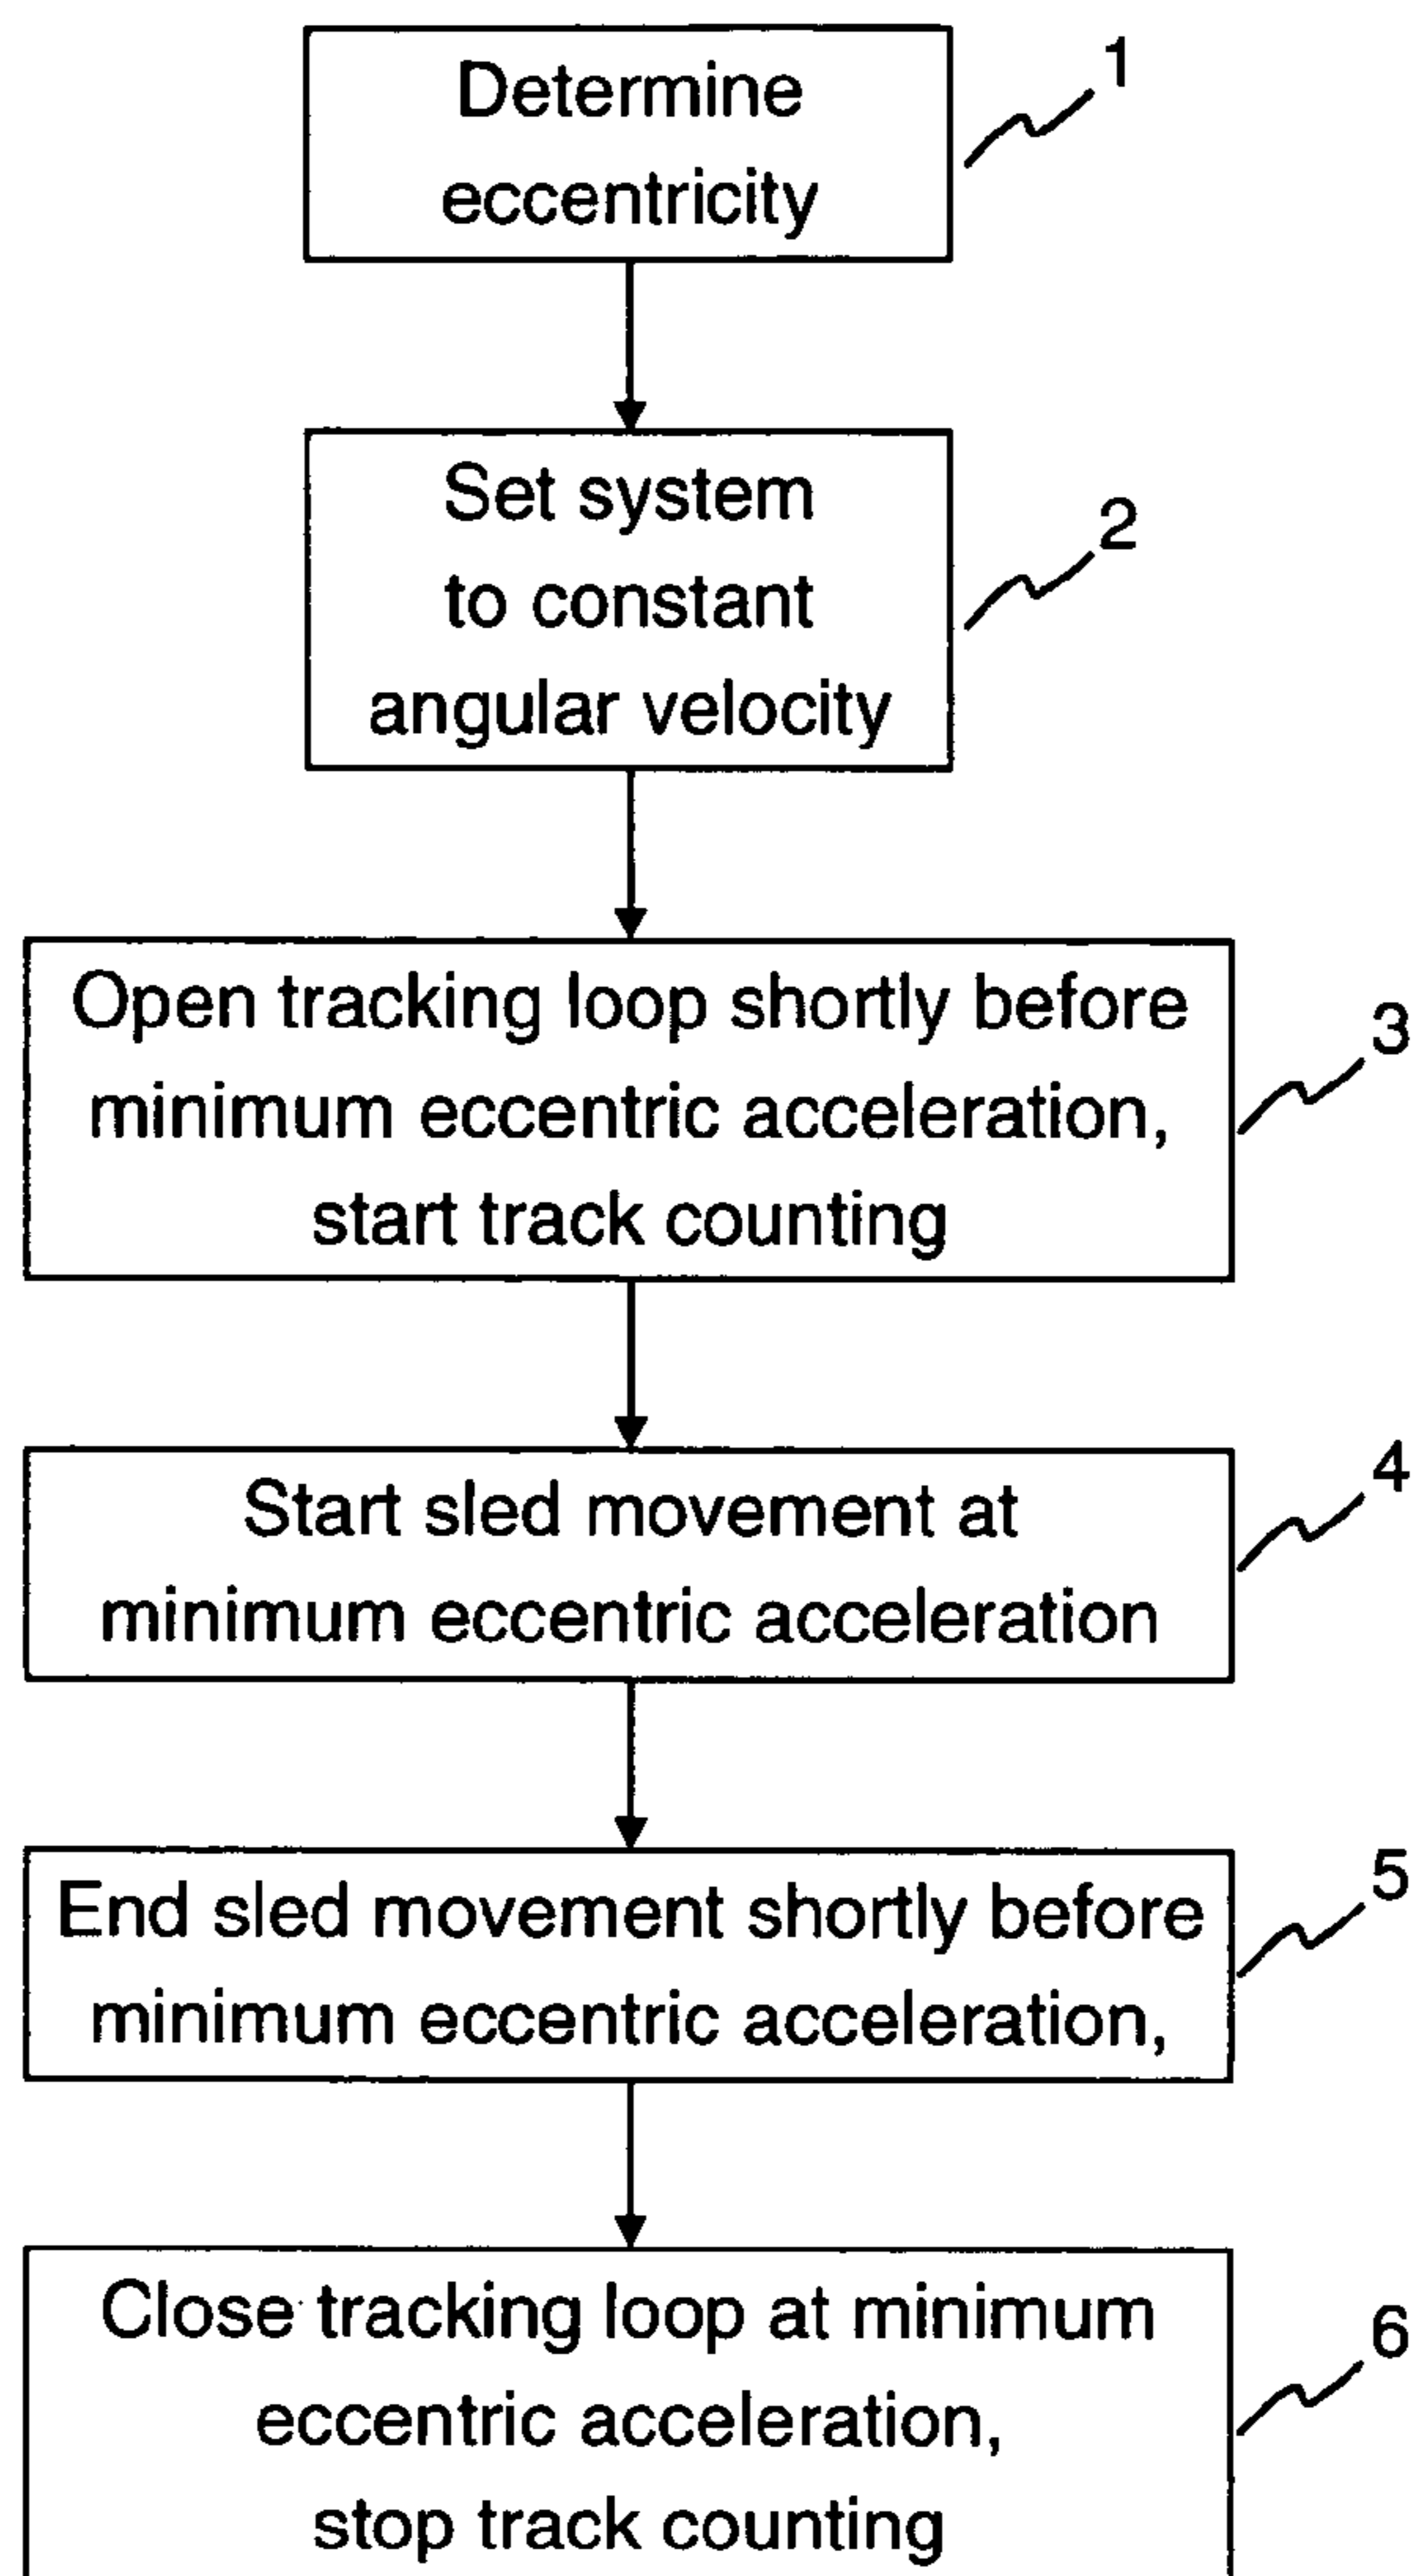 Determine
eccentricity
1
Set system
to constant
angular velocity
2
Open tracking loop shortly before
minimum eccentric acceleration,
start track counting
3
Start sled movement at
minimum eccentric acceleration
4
End sled movement shortly before
minimum eccentric acceleration,
5
Close tracking loop at minimum
eccentric acceleration,
stop track counting
6